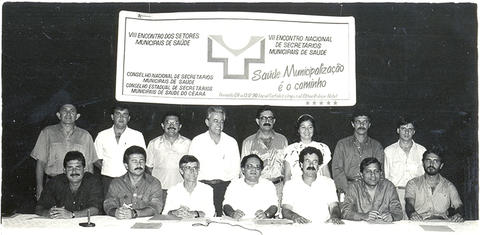 VIII ENCONTRO DOS SETORES
MUNICIPAIS DE SAÚDE
VII ENCONTRO NACIONAL
DE SECRETÁRIOS
MUNICIPAIS DE SAÚDE
CONSELHO NACIONAL DE SECRETÁRIOS
MUNICIPAIS DE SAÚDE
CONSELHO ESTADUAL DE SECRETÁRIOS
MUNICIPAIS DE SAÚDE DO CEARÁ
Saúde Municipalização
é o caminho